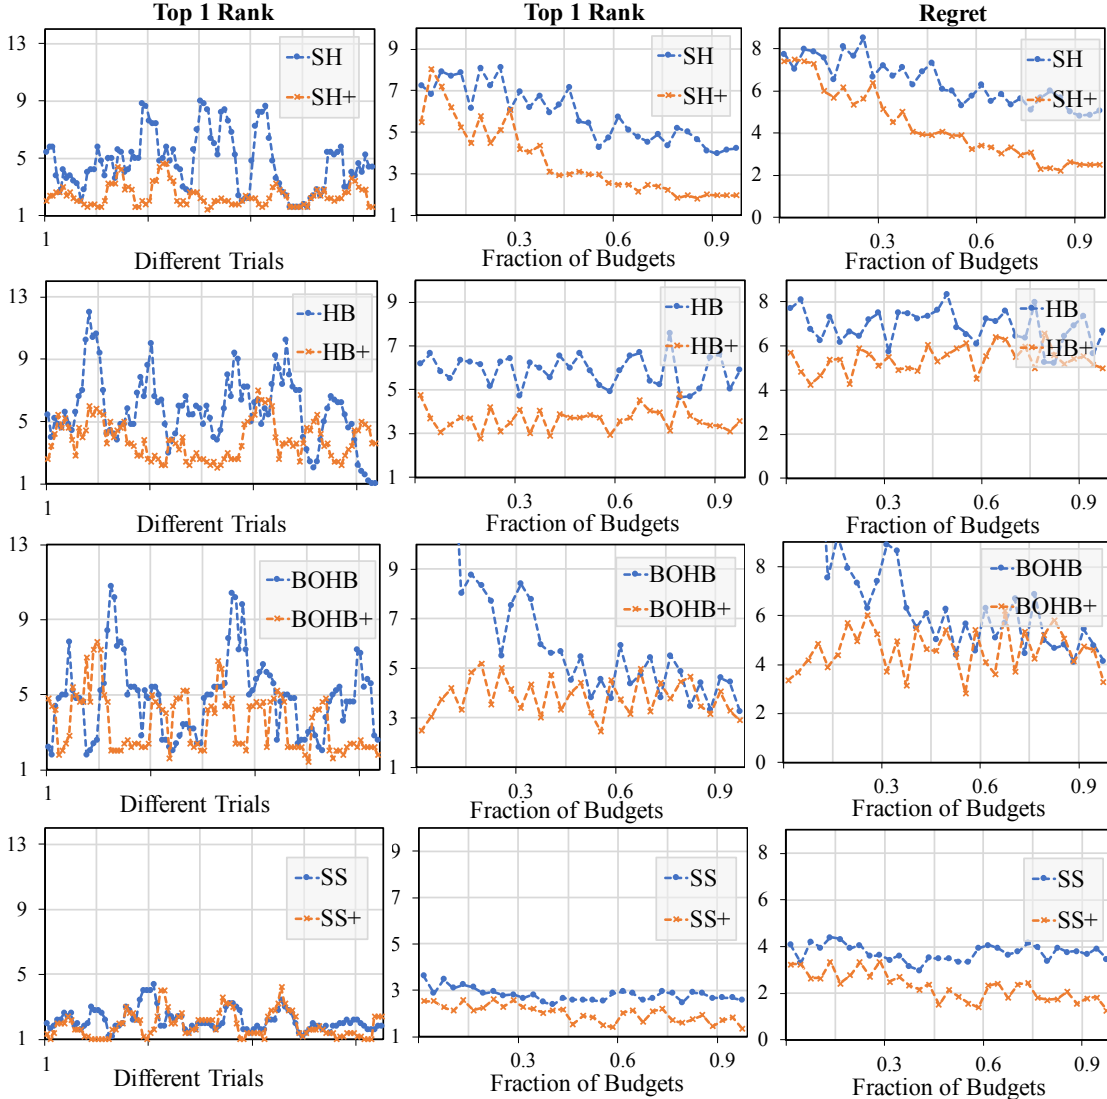 Top 1 Rank
Top 1 Rank
Regret
13
9
5
1
1
SH
SH+
Different Trials
9
7
5
3
1
0.3
0.6
0.9
SH
SH+
Fraction of Budgets
8
6
4
2
0
0.3
0.6
0.9
SH
SH+
Fraction of Budgets
13
9
5
1
1
HB
HB+
Different Trials
9
7
5
3
1
0.3
0.6
0.9
HB
HB+
Fraction of Budgets
8
6
4
2
0
0.3
0.6
0.9
HB
HB+
Fraction of Budgets
13
9
5
1
1
BOHB
BOHB+
Different Trials
9
7
5
3
1
0.3
0.6
0.9
BOHB
BOHB+
Fraction of Budgets
8
6
4
2
0
0.3
0.6
0.9
BOHB
BOHB+
Fraction of Budgets
13
9
5
1
1
SS
SS+
Different Trials
9
7
5
3
1
0.3
0.6
0.9
SS
SS+
Fraction of Budgets
8
6
4
2
0
0.3
0.6
0.9
SS
SS+
Fraction of Budgets